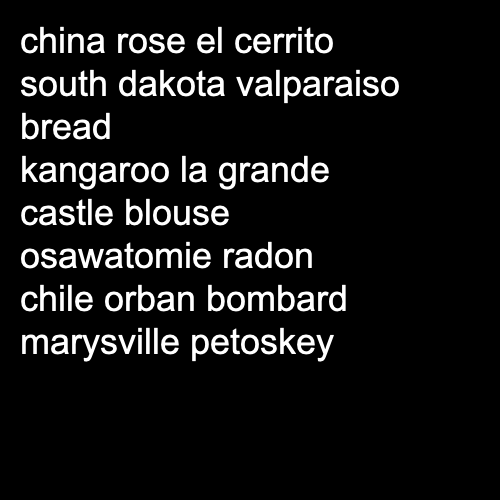 china rose el cerrito
south dakota valparaiso
bread
kangaroo la grande
castle blouse
osawatomie radon
chile orban bombard
marysville petoskey